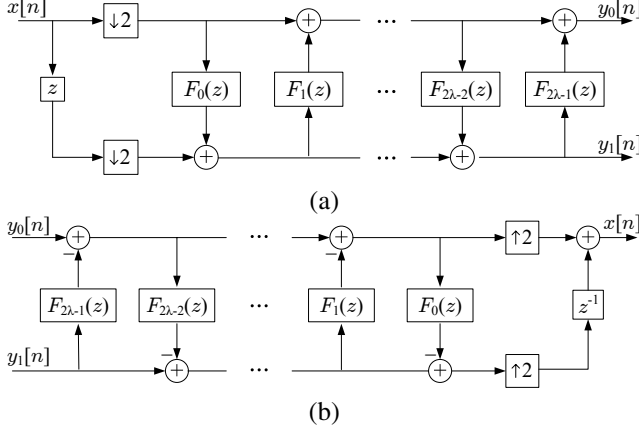 x[n] ↓2 + + y₀[n]
z F₀(z) F₁(z) ... F₂λ₋₂(z) F₂λ₋₁(z)
↓2 + ... + y₁[n]
(a)
y₀[n] + ... + ↑2 + x[n]
− −
F₂λ₋₁(z) F₂λ₋₂(z) ... F₁(z) F₀(z) z⁻¹
− −
y₁[n] + ... + ↑2
(b)